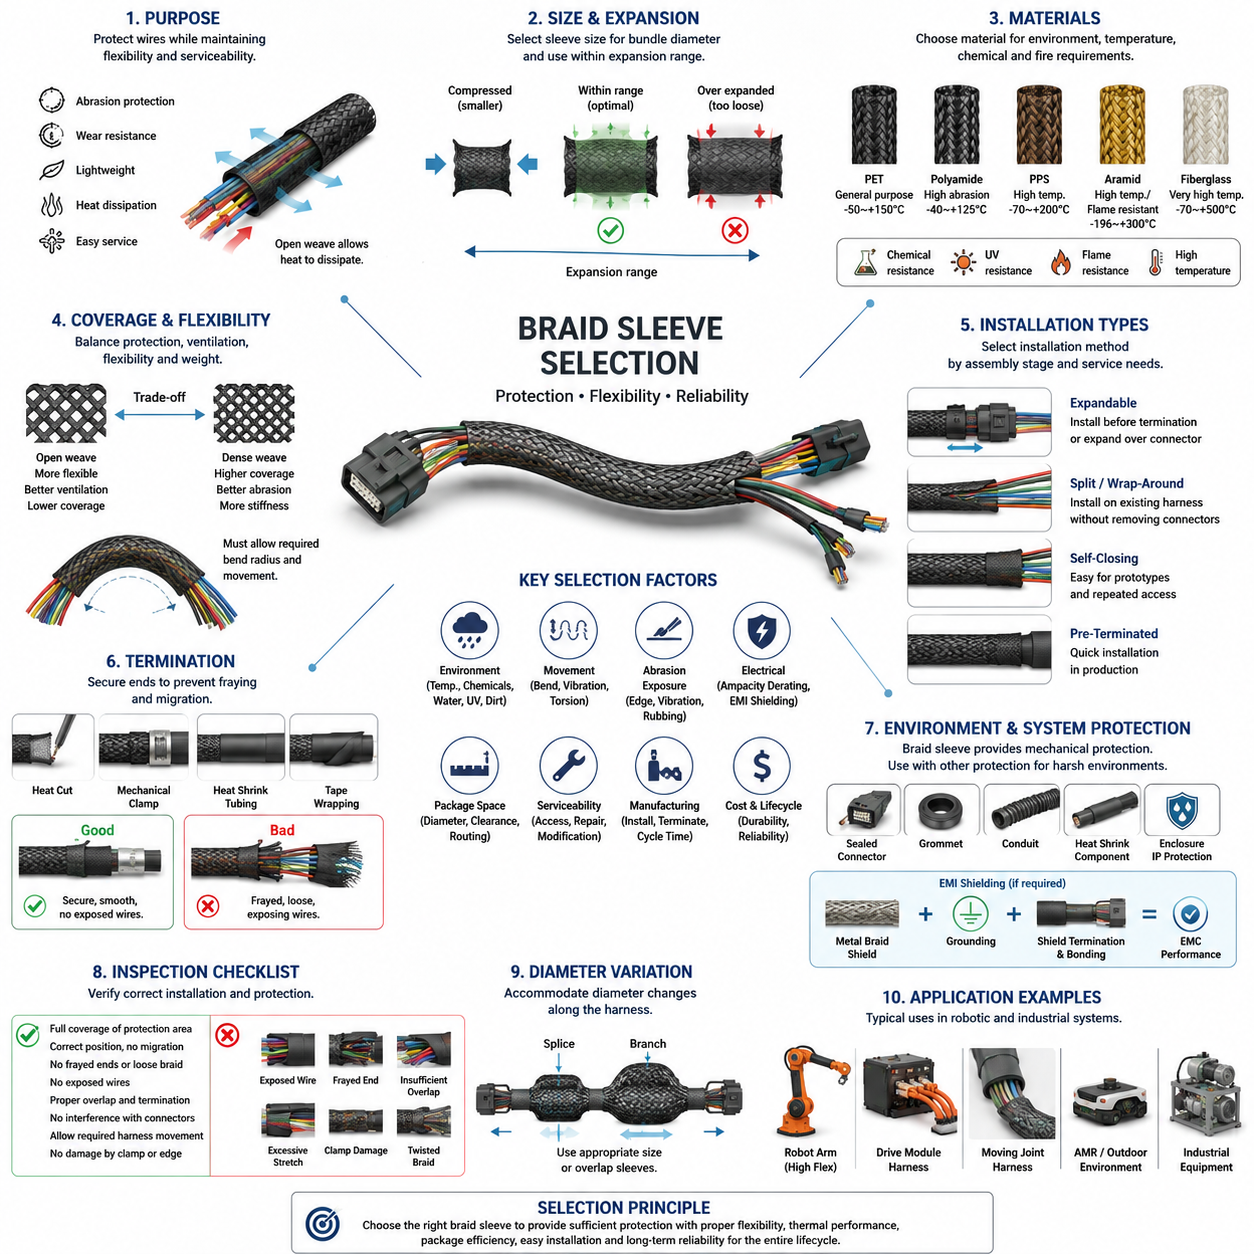 1. PURPOSE
Protect wires while maintaining
flexibility and serviceability.
Abrasion protection
Wear resistance
Lightweight
Heat dissipation
Easy service
Open weave allows
heat to dissipate.
2. SIZE & EXPANSION
Select sleeve size for bundle diameter
and use within expansion range.
Compressed
(smaller)
Within range
(optimal)
Over expanded
(too loose)
Expansion range
3. MATERIALS
Choose material for environment, temperature,
chemical and fire requirements.
PET
General purpose
-50~+150°C
Polyamide
High abrasion
-40~+125°C
PPS
High temp.
-70~+200°C
Aramid
High temp./
Flame resistant
-196~+300°C
Fiberglass
Very high temp.
-70~+500°C
Chemical
resistance
UV
resistance
Flame
resistance
High
temperature
BRAID SLEEVE
SELECTION
Protection • Flexibility • Reliability
4. COVERAGE & FLEXIBILITY
Balance protection, ventilation,
flexibility and weight.
Trade-off
Open weave
More flexible
Better ventilation
Lower coverage
Dense weave
Higher coverage
Better abrasion
More stiffness
Must allow required
bend radius and
movement.
5. INSTALLATION TYPES
Select installation method
by assembly stage and service needs.
Expandable
Install before termination
or expand over connector
Split / Wrap-Around
Install on existing harness
without removing connectors
Self-Closing
Easy for prototypes
and repeated access
Pre-Terminated
Quick installation
in production
KEY SELECTION FACTORS
Environment
(Temp., Chemicals,
Water, UV, Dirt)
Movement
(Bend, Vibration,
Torsion)
Abrasion
Exposure
(Edge, Vibration,
Rubbing)
Electrical
(Ampacity Derating,
EMI Shielding)
Package Space
(Diameter, Clearance,
Routing)
Serviceability
(Access, Repair,
Modification)
Manufacturing
(Install, Terminate,
Cycle Time)
$
Cost & Lifecycle
(Durability,
Reliability)
6. TERMINATION
Secure ends to prevent fraying
and migration.
Heat Cut
Mechanical
Clamp
Heat Shrink
Tubing
Tape
Wrapping
Good
Secure, smooth,
no exposed wires.
Bad
Frayed, loose,
exposing wires.
7. ENVIRONMENT & SYSTEM PROTECTION
Braid sleeve provides mechanical protection.
Use with other protection for harsh environments.
Sealed
Connector
Grommet
Conduit
Heat Shrink
Component
Enclosure
IP Protection
EMI Shielding (if required)
+ + =
Metal Braid
Shield
Grounding
Shield Termination
& Bonding
EMC
Performance
8. INSPECTION CHECKLIST
Verify correct installation and protection.
Full coverage of protection area
Correct position, no migration
No frayed ends or loose braid
No exposed wires
Proper overlap and termination
No interference with connectors
Allow required harness movement
No damage by clamp or edge
Exposed Wire
Frayed End
Insufficient
Overlap
Excessive
Stretch
Clamp Damage
Twisted
Braid
9. DIAMETER VARIATION
Accommodate diameter changes
along the harness.
Splice
Branch
Use appropriate size
or overlap sleeves.
10. APPLICATION EXAMPLES
Typical uses in robotic and industrial systems.
Robot Arm
(High Flex)
Drive Module
Harness
Moving Joint
Harness
AMR / Outdoor
Environment
Industrial
Equipment
SELECTION PRINCIPLE
Choose the right braid sleeve to provide sufficient protection with proper flexibility, thermal performance,
package efficiency, easy installation and long-term reliability for the entire lifecycle.